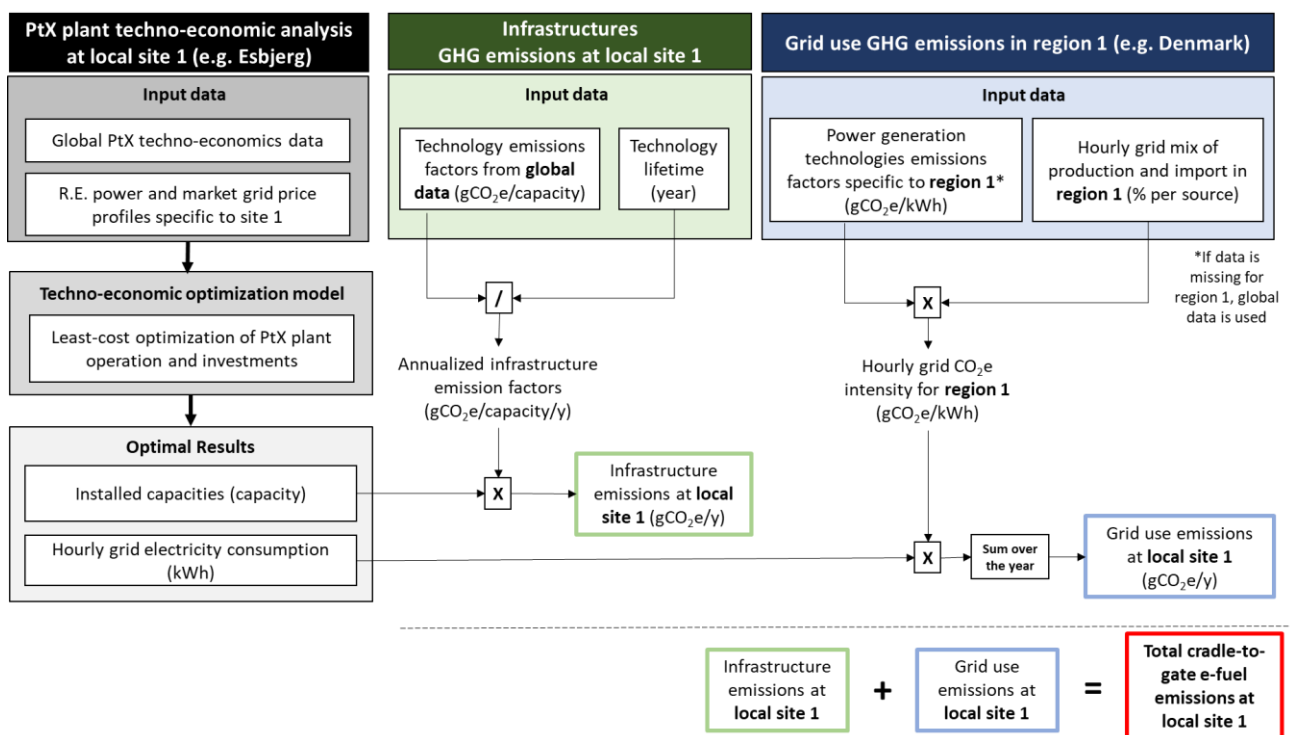 PtX plant techno-economic analysis
at local site 1 (e.g. Esbjerg)
Input data
Global PtX techno-economics data
R.E. power and market grid price
profiles specific to site 1
Techno-economic optimization model
Least-cost optimization of PtX plant
operation and investments
Optimal Results
Installed capacities (capacity)
Hourly grid electricity consumption
(kWh)
Infrastructures
GHG emissions at local site 1
Input data
Technology emissions
factors from global
data (gCO₂e/capacity)
Technology
lifetime
(year)
/
Annualized infrastructure
emission factors
(gCO₂e/capacity/y)
X
Infrastructure
emissions at local
site 1 (gCO₂e/y)
Grid use GHG emissions in region 1 (e.g. Denmark)
Input data
Power generation
technologies emissions
factors specific to region 1*
(gCO₂e/kWh)
Hourly grid mix of
production and import in
region 1 (% per source)
*If data is
missing for
region 1, global
data is used
X
Hourly grid CO₂e
intensity for region 1
(gCO₂e/kWh)
X
Sum over
the year
Grid use emissions
at local site 1
(gCO₂e/y)
Infrastructure
emissions at
local site 1
+
Grid use
emissions at
local site 1
=
Total cradle-to-
gate e-fuel
emissions at
local site 1